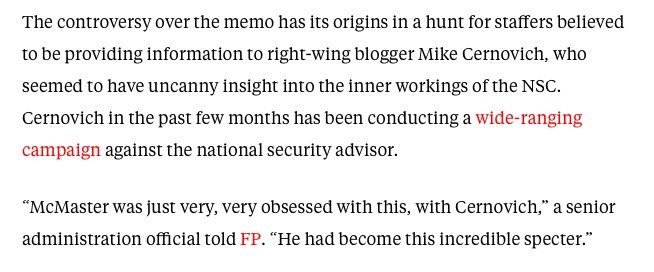 The controversy over the memo has its origins in a hunt for staffers believed
to be providing information to right-wing blogger Mike Cernovich, who
seemed to have uncanny insight into the inner workings of the NSC.
Cernovich in the past few months has been conducting a wide-ranging
campaign against the national security advisor.
“McMaster was just very, very obsessed with this, with Cernovich,” a senior
administration official told FP. “He had become this incredible specter.”